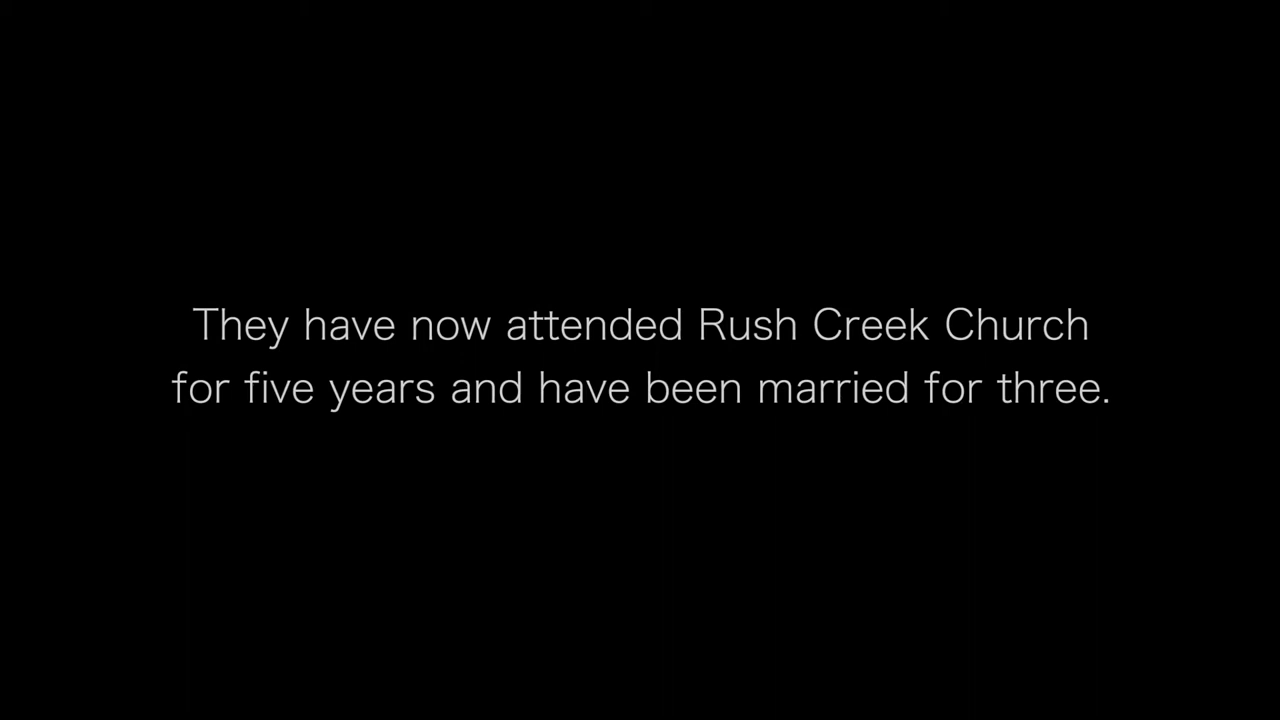 They have now attended Rush Creek Church
for five years and have been married for three.